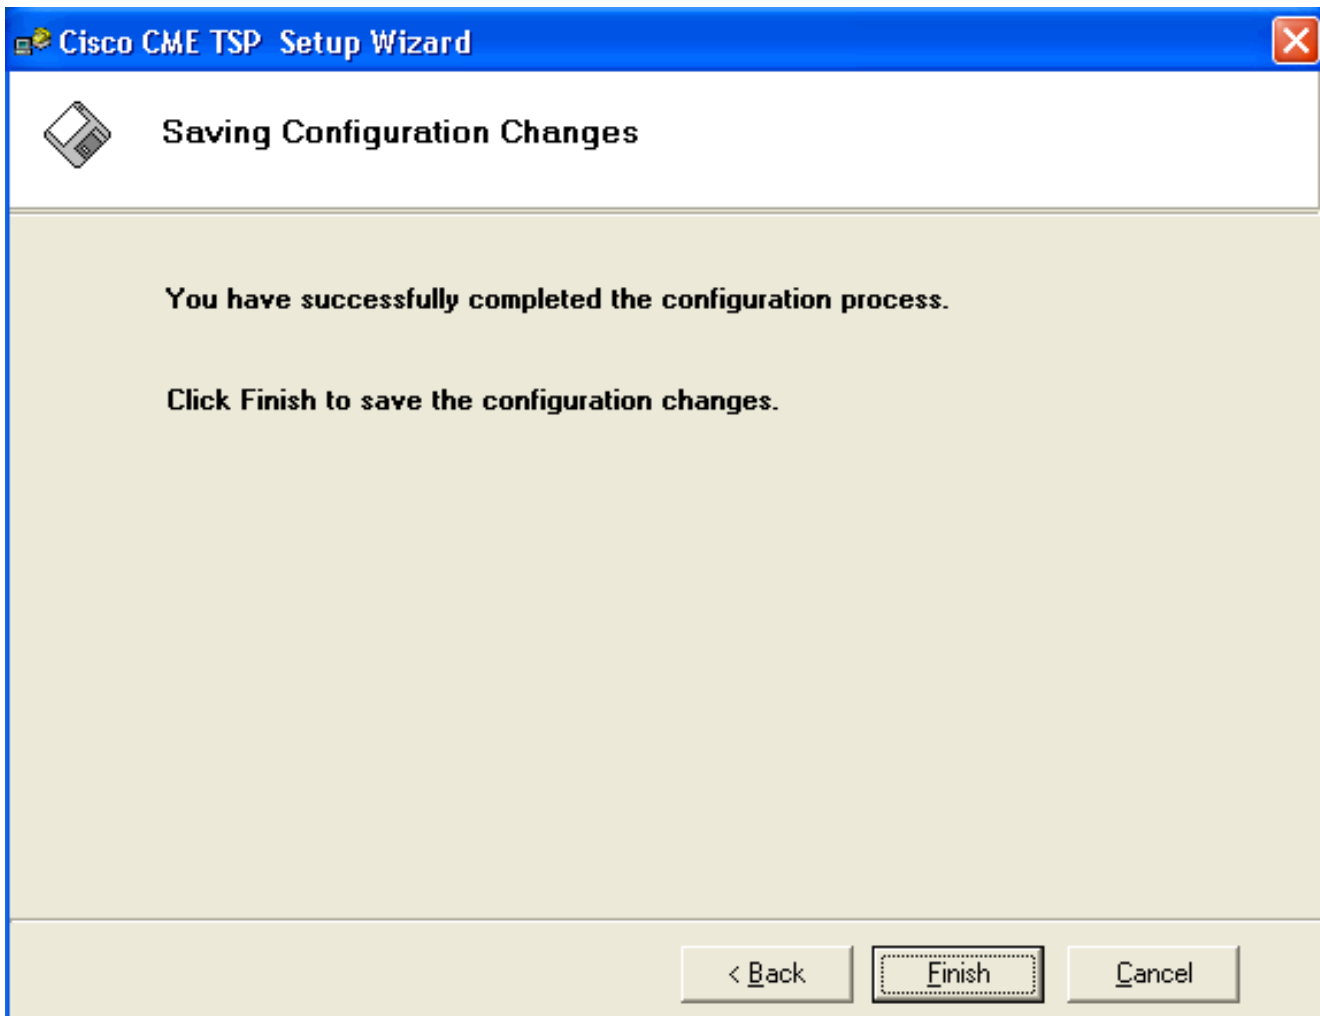 Cisco CME TSP  Setup Wizard
Saving Configuration Changes
You have successfully completed the configuration process.
Click Finish to save the configuration changes.
< Back
Finish
Cancel